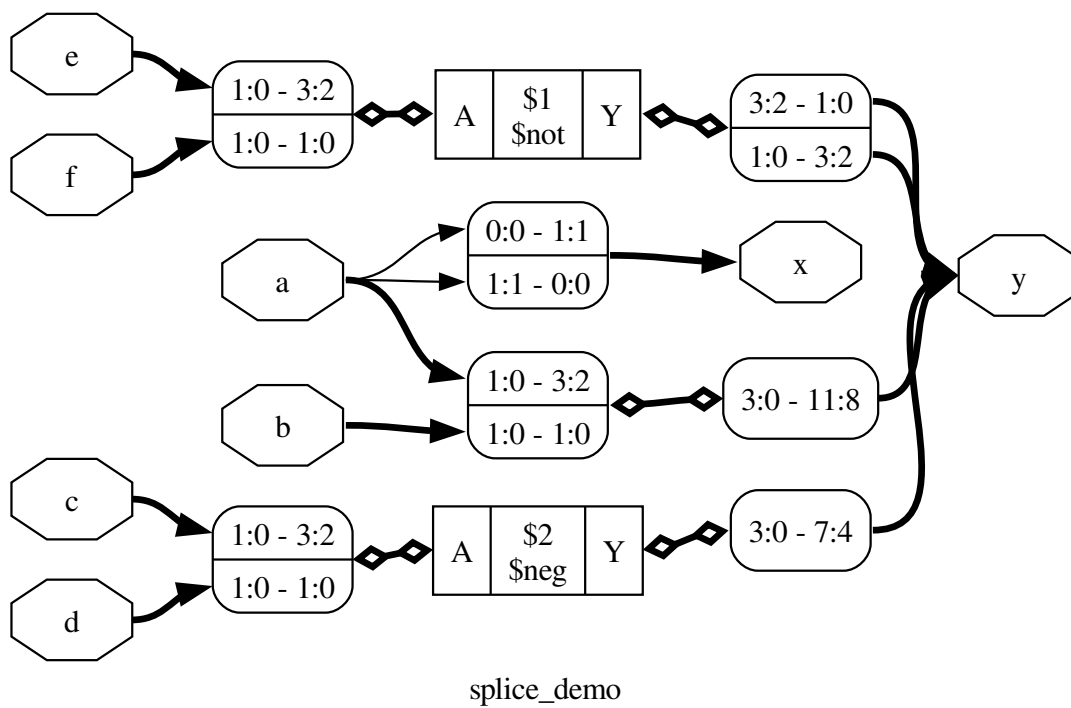 e
1:0 - 3:2
1:0 - 1:0
f
A
$1
$not
Y
3:2 - 1:0
1:0 - 3:2
a
0:0 - 1:1
1:1 - 0:0
x
y
b
1:0 - 3:2
1:0 - 1:0
3:0 - 11:8
c
1:0 - 3:2
1:0 - 1:0
d
A
$2
$neg
Y
3:0 - 7:4
splice_demo